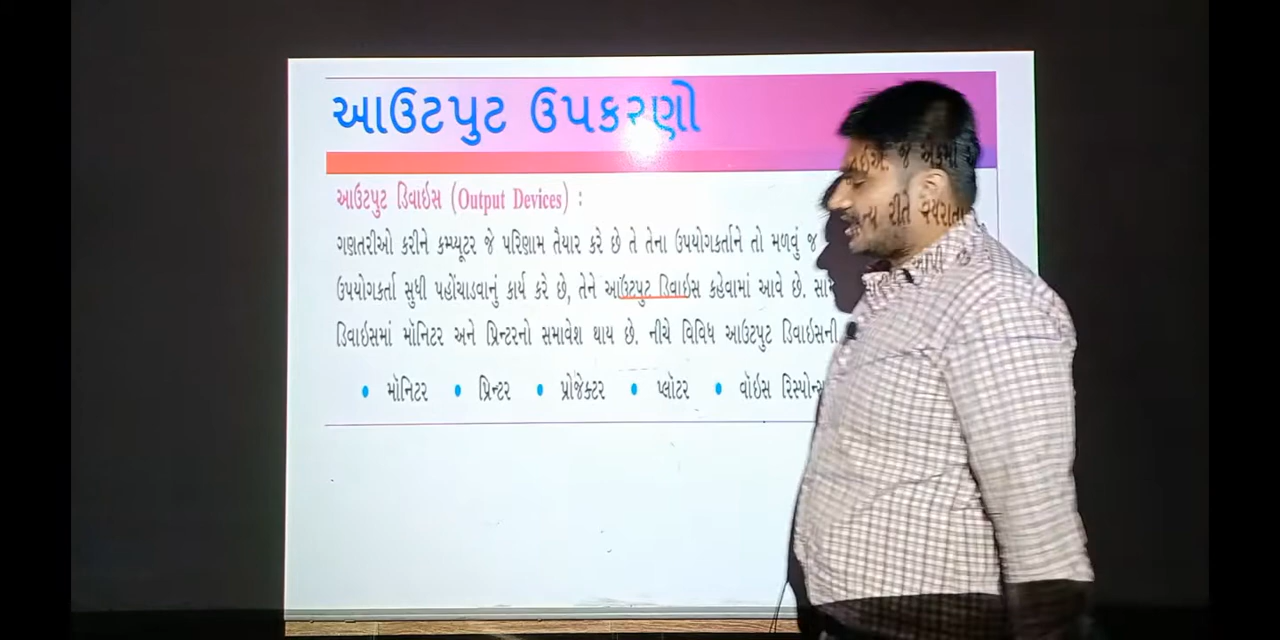 આઉટપુટ ઉપકરણો
આઉટપુટ ડિવાઇસ (Output Devices) :
ગણતરીઓ કરીને કમ્પ્યૂટર જે પરિણામ તૈયાર કરે છે તે તેના ઉપયોગકર્તાને તો મળવું જ
ઉપયોગકર્તા સુધી પહોંચાડવાનું કાર્ય કરે છે, તેને આઉટપુટ ડિવાઇસ કહેવામાં આવે છે.
ડિવાઇસમાં મૉનિટર અને પ્રિન્ટરનો સમાવેશ થાય છે. નીચે વિવિધ આઉટપુટ ડિવાઇસની
• મૉનિટર • પ્રિન્ટર • પ્રોજેક્ટર • પ્લૉટર • વૉઇસ રિસ્પોન્સ